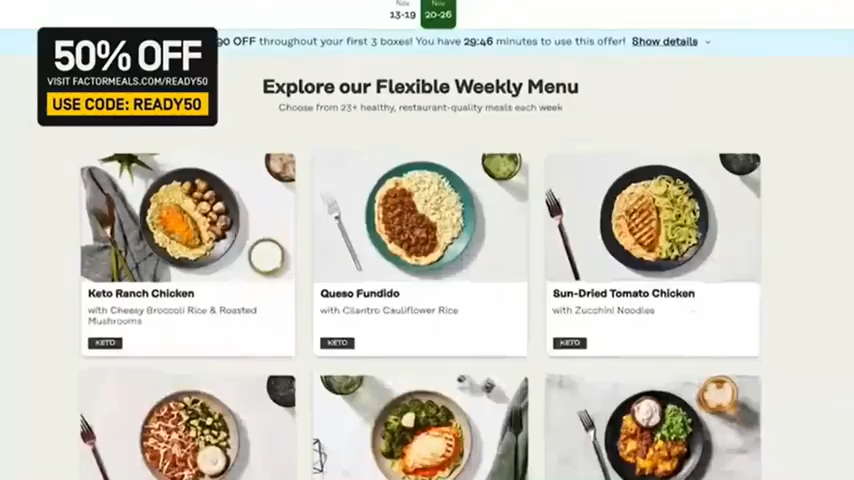 Nov Nov
13-19 20-26
50% OFF
VISIT FACTORMEALS.COM/READY50
USE CODE: READY50
90 OFF throughout your first 3 boxes! You have 29:46 minutes to use this offer! Show details
Explore our Flexible Weekly Menu
Choose from 23+ healthy, restaurant-quality meals each week
Keto Ranch Chicken
with Cheesy Broccoli Rice & Roasted
Mushrooms
KETO
Queso Fundido
with Cilantro Cauliflower Rice
KETO
Sun-Dried Tomato Chicken
with Zucchini Noodles
KETO